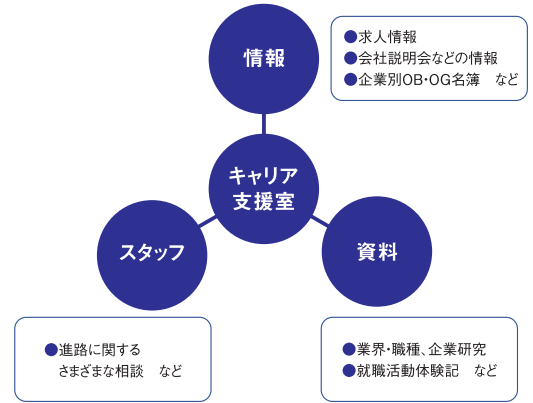 情報
●求人情報
●会社説明会などの情報
●企業別OB・OG名簿　など
キャリア
支援室
スタッフ
資料
●進路に関する
さまざまな相談　など
●業界・職種、企業研究
●就職活動体験記　など